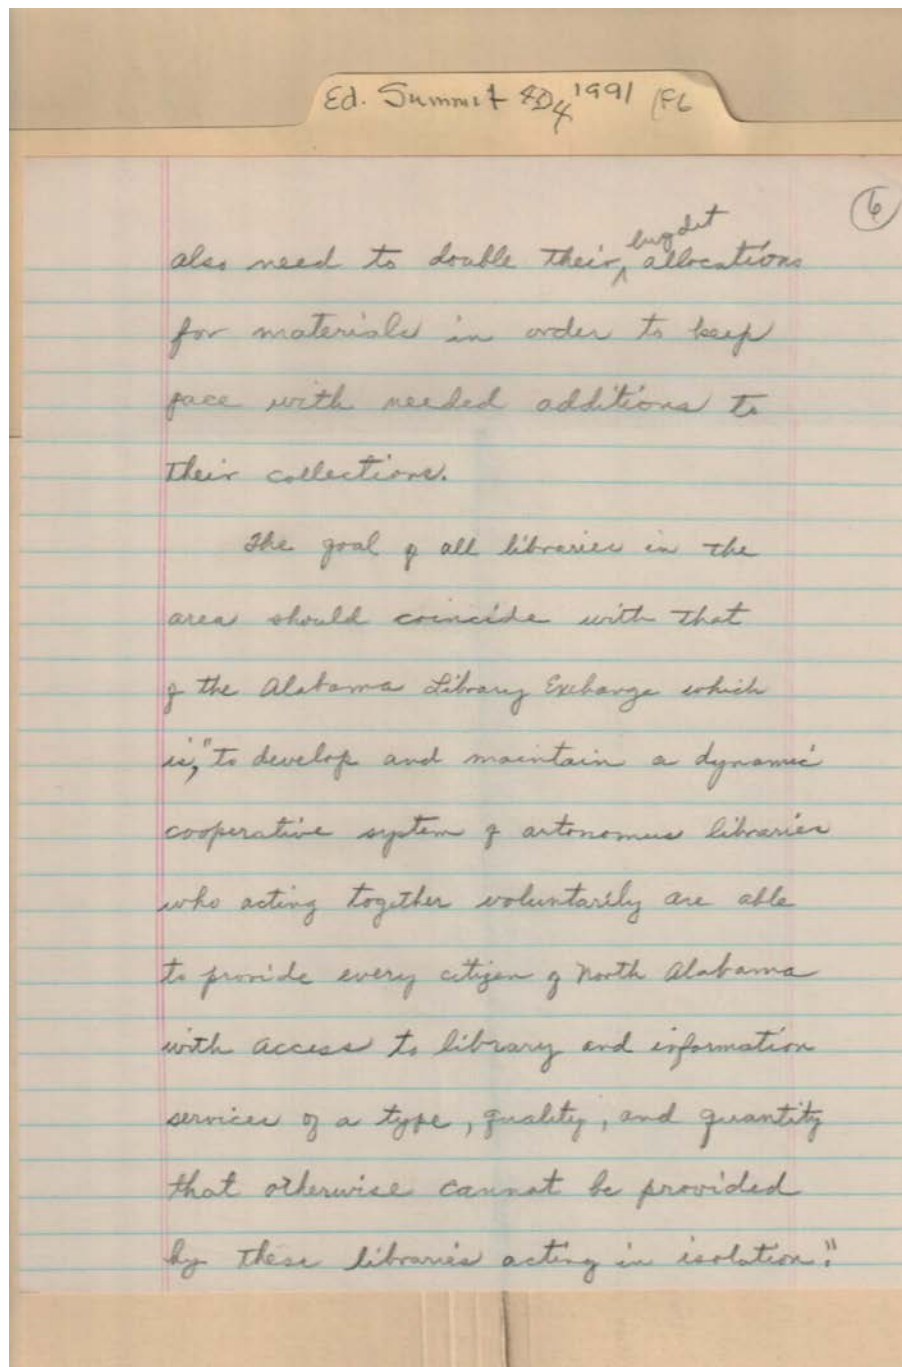 Ed. Summit 1991
6
budget
also need to double their allocations
for materials in order to keep
pace with needed additions to
their collections.
The goal of all libraries in the
area should coincide with that
of the Alabama Library Exchange which
is, "to develop and maintain a dynamic
cooperative system of autonomus libraries
who acting together voluntarily are able
to provide every citizen of North Alabama
with access to library and information
services of a type, quality, and quantity
that otherwise cannot be provided
by these libraries acting in isolation."